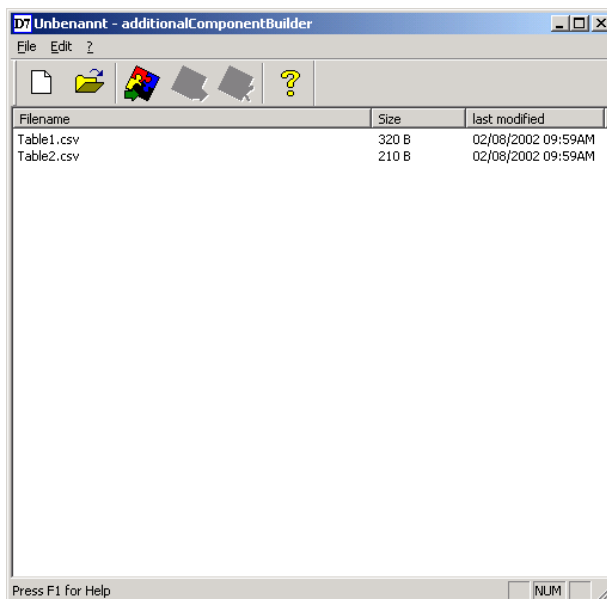 D7 Unbenannt - additionalComponentBuilder
File Edit ?
Filename Size last modified
Table1.csv 320 B 02/08/2002 09:59AM
Table2.csv 210 B 02/08/2002 09:59AM
Press F1 for Help NUM